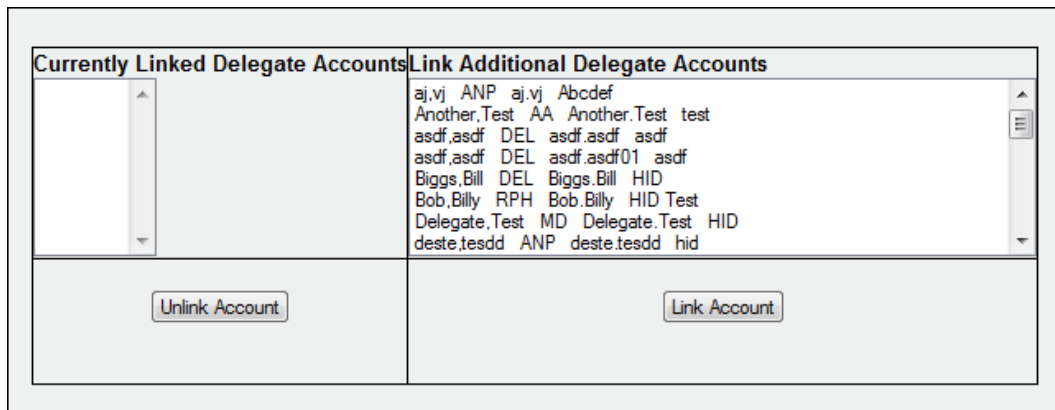 Currently Linked Delegate Accounts
Link Additional Delegate Accounts
aj,vj ANP aj.vj Abcdef
Another,Test AA Another.Test test
asdf,asdf DEL asdf.asdf asdf
asdf,asdf DEL asdf.asdf01 asdf
Biggs,Bill DEL Biggs.Bill HID
Bob,Billy RPH Bob.Billy HID Test
Delegate,Test MD Delegate.Test HID
deste,tesdd ANP deste.tesdd hid
Unlink Account
Link Account